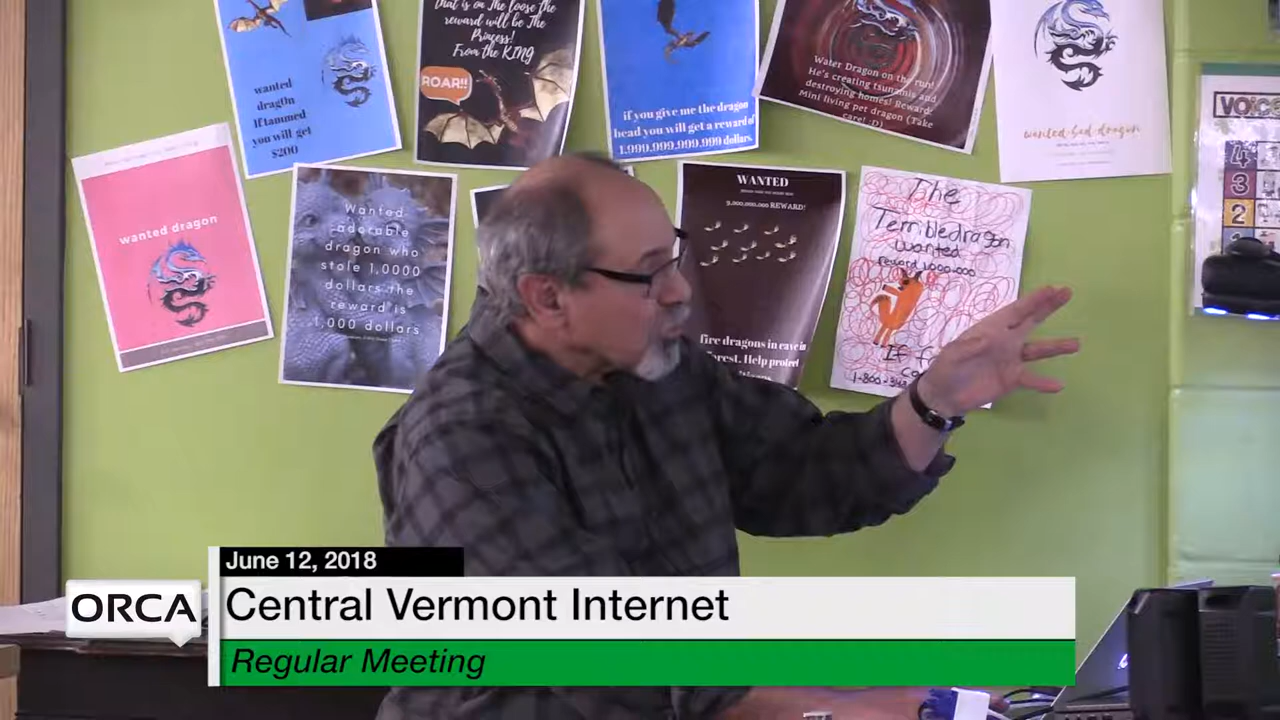 wanted
drag0n
If tammed
you will get
$200
that is on The loose the
reward will be The
Princess!
From the KING
ROAR!!
if you give me the dragon
head you will get a reward of
1.999.999.999.999 dollars.
Water Dragon on the run!
He's creating tsunamis and
destroying homes! Reward:
Mini living pet dragon (Take
care! :D)
wanted bad dragon
VOICE
4
3
2
1
wanted dragon
Wanted
adorable
dragon who
stole 1,0000
dollars the
reward is
1,000 dollars
WANTED
9,000,000,000 REWARD!
fire dragons in cave in
forest. Help protect
The
Terribledragon
wanted
reward 1,000,000
If
1-800-
June 12, 2018
ORCA
Central Vermont Internet
Regular Meeting